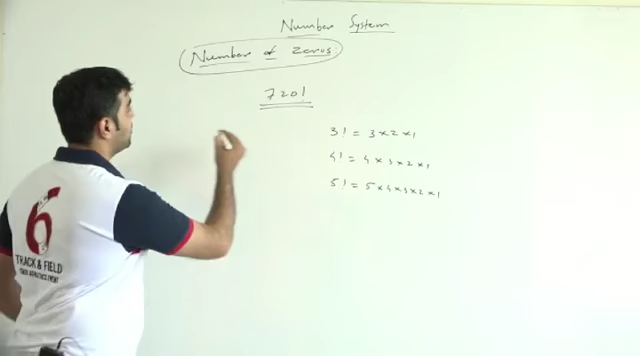 Number System
Number of Zeros
720!
3! = 3 × 2 × 1
4! = 4 × 3 × 2 × 1
5! = 5 × 4 × 3 × 2 × 1
6
TRACK & FIELD